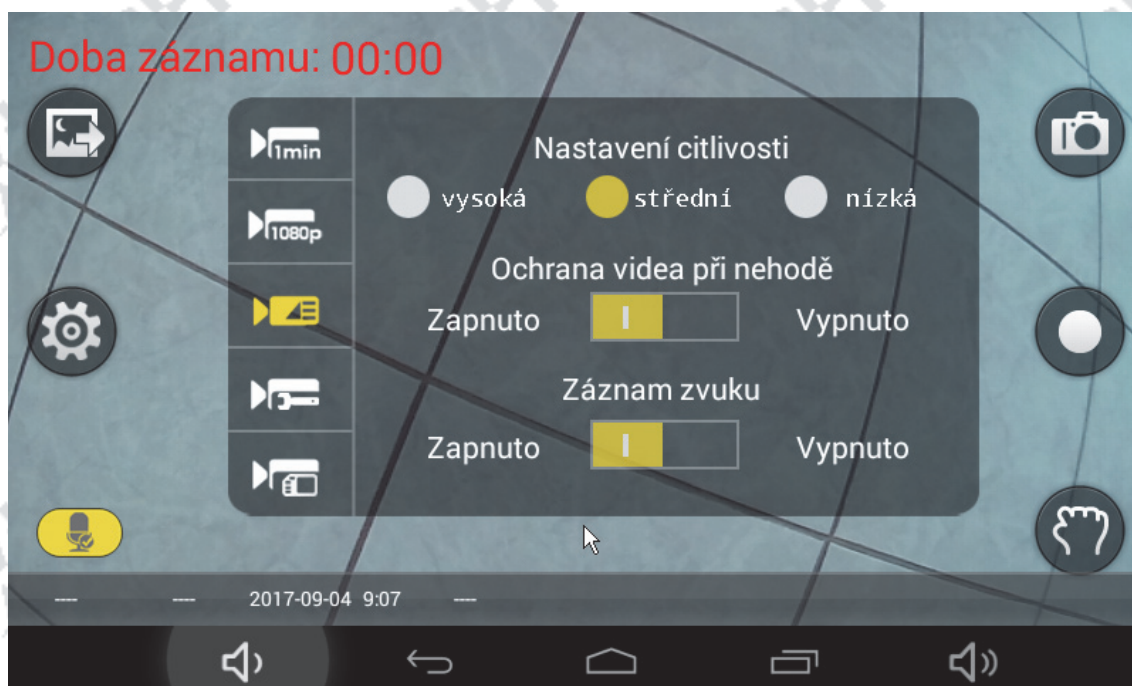 Doba záznamu: 00:00
1min
Nastavení citlivosti
vysoká střední nízká
1080p
Ochrana videa při nehodě
Zapnuto Vypnuto
Záznam zvuku
Zapnuto Vypnuto
---- ---- 2017-09-04 9:07 ----